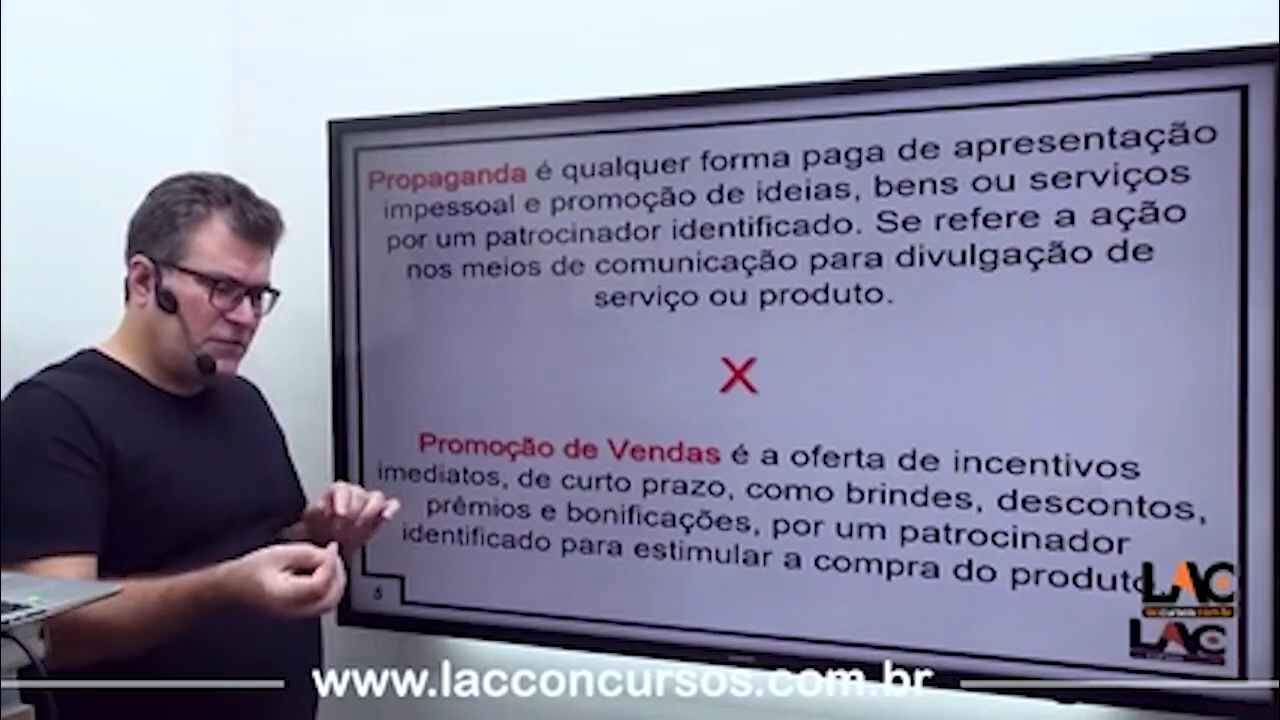 Propaganda é qualquer forma paga de apresentação
impessoal e promoção de ideias, bens ou serviços
por um patrocinador identificado. Se refere a ação
nos meios de comunicação para divulgação de
serviço ou produto.
X
Promoção de Vendas é a oferta de incentivos
imediatos, de curto prazo, como brindes, descontos,
prêmios e bonificações, por um patrocinador
identificado para estimular a compra do produto
LAC
LAC
www.lacconcursos.com.br